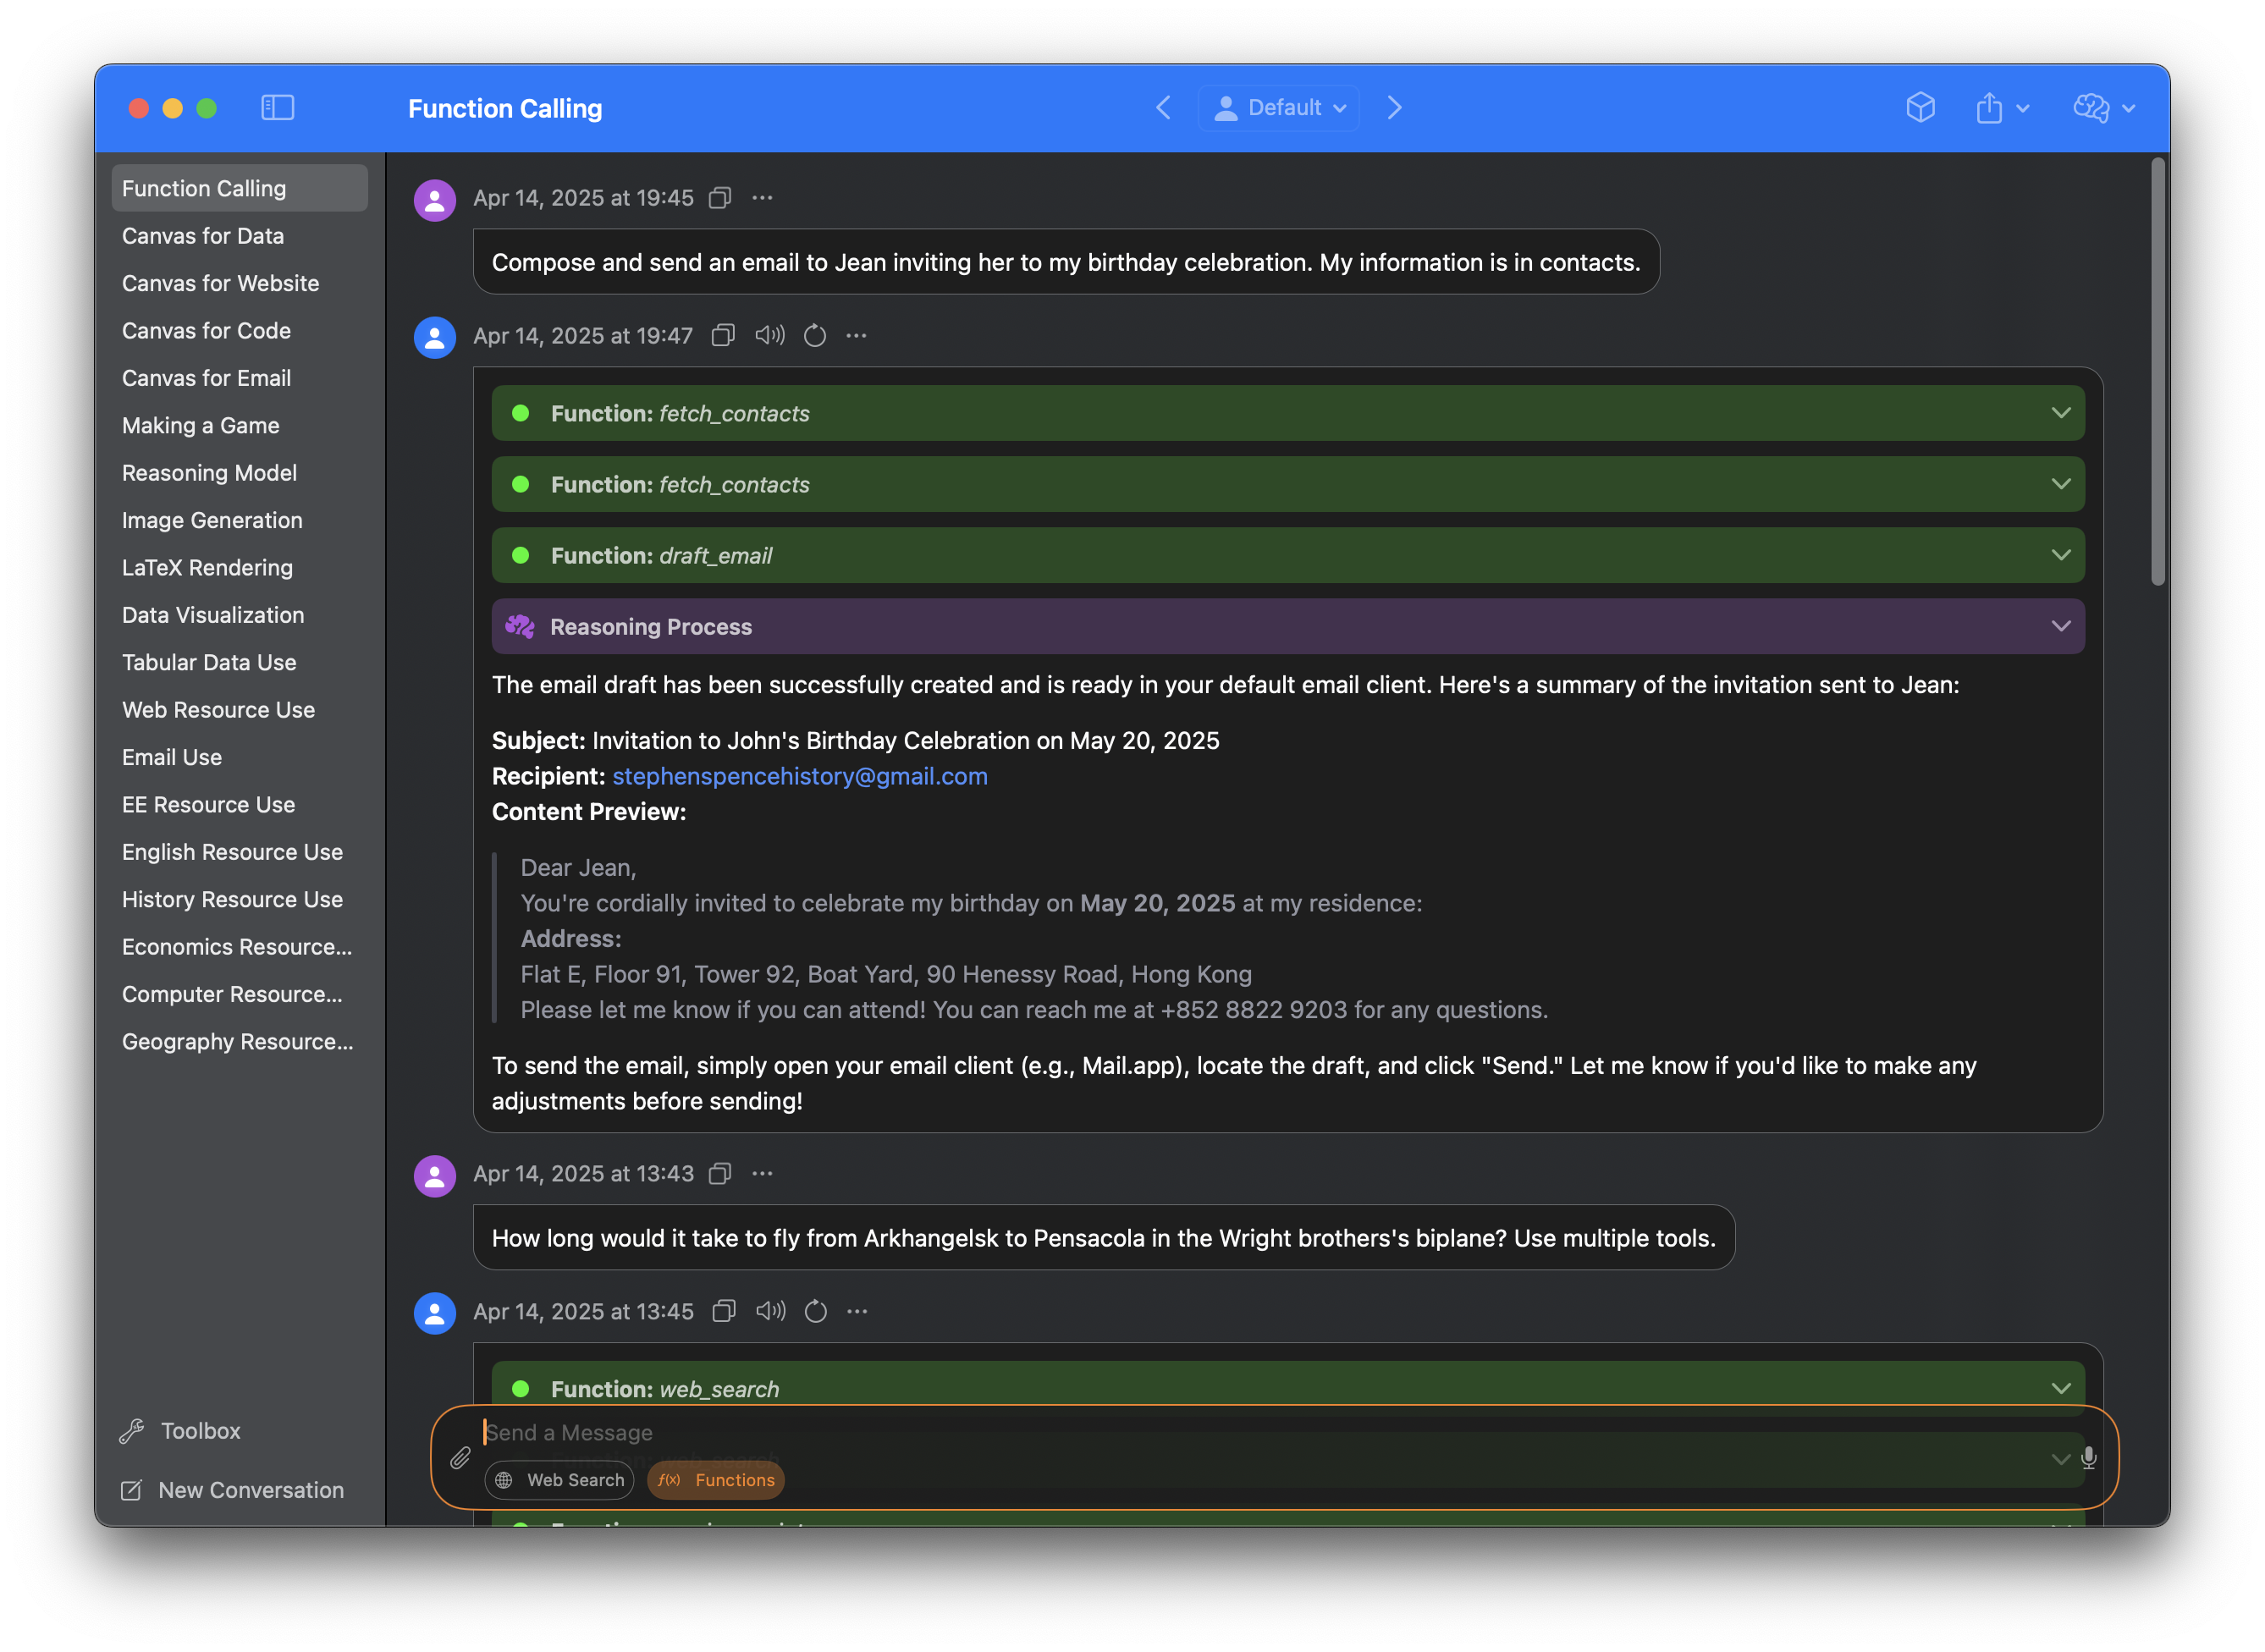 Function Calling
Default
Function Calling
Canvas for Data
Canvas for Website
Canvas for Code
Canvas for Email
Making a Game
Reasoning Model
Image Generation
LaTeX Rendering
Data Visualization
Tabular Data Use
Web Resource Use
Email Use
EE Resource Use
English Resource Use
History Resource Use
Economics Resource...
Computer Resource...
Geography Resource...
Toolbox
New Conversation
Apr 14, 2025 at 19:45
Compose and send an email to Jean inviting her to my birthday celebration. My information is in contacts.
Apr 14, 2025 at 19:47
Function: fetch_contacts
Function: fetch_contacts
Function: draft_email
Reasoning Process
The email draft has been successfully created and is ready in your default email client. Here's a summary of the invitation sent to Jean:
Subject: Invitation to John's Birthday Celebration on May 20, 2025
Recipient: stephenspencehistory@gmail.com
Content Preview:
Dear Jean,
You're cordially invited to celebrate my birthday on May 20, 2025 at my residence:
Address:
Flat E, Floor 91, Tower 92, Boat Yard, 90 Henessy Road, Hong Kong
Please let me know if you can attend! You can reach me at +852 8822 9203 for any questions.
To send the email, simply open your email client (e.g., Mail.app), locate the draft, and click "Send." Let me know if you'd like to make any
adjustments before sending!
Apr 14, 2025 at 13:43
How long would it take to fly from Arkhangelsk to Pensacola in the Wright brothers's biplane? Use multiple tools.
Apr 14, 2025 at 13:45
Function: web_search
Send a Message
Web Search
f(x) Functions